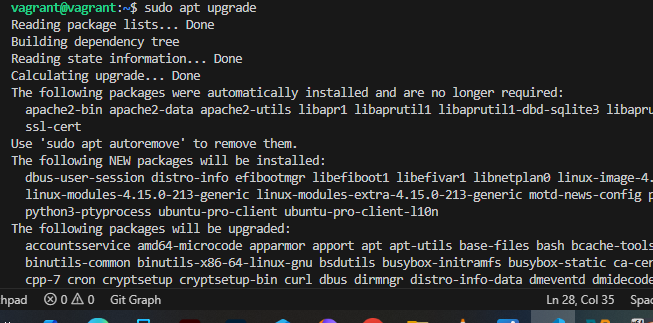 vagrant@vagrant:~$ sudo apt upgrade
Reading package lists... Done
Building dependency tree
Reading state information... Done
Calculating upgrade... Done
The following packages were automatically installed and are no longer required:
apache2-bin apache2-data apache2-utils libapr1 libaprutil1 libaprutil1-dbd-sqlite3 libapru
ssl-cert
Use 'sudo apt autoremove' to remove them.
The following NEW packages will be installed:
dbus-user-session distro-info efibootmgr libefiboot1 libefivar1 libnetplan0 linux-image-4.
linux-modules-4.15.0-213-generic linux-modules-extra-4.15.0-213-generic motd-news-config p
python3-ptyprocess ubuntu-pro-client ubuntu-pro-client-l10n
The following packages will be upgraded:
accountsservice amd64-microcode apparmor apport apt apt-utils base-files bash bcache-tools
binutils-common binutils-x86-64-linux-gnu bsdutils busybox-initramfs busybox-static ca-cer
cpp-7 cron cryptsetup cryptsetup-bin curl dbus dirmngr distro-info-data dmeventd dmidecode
hpad 0 0 Git Graph Ln 28, Col 35 Spac